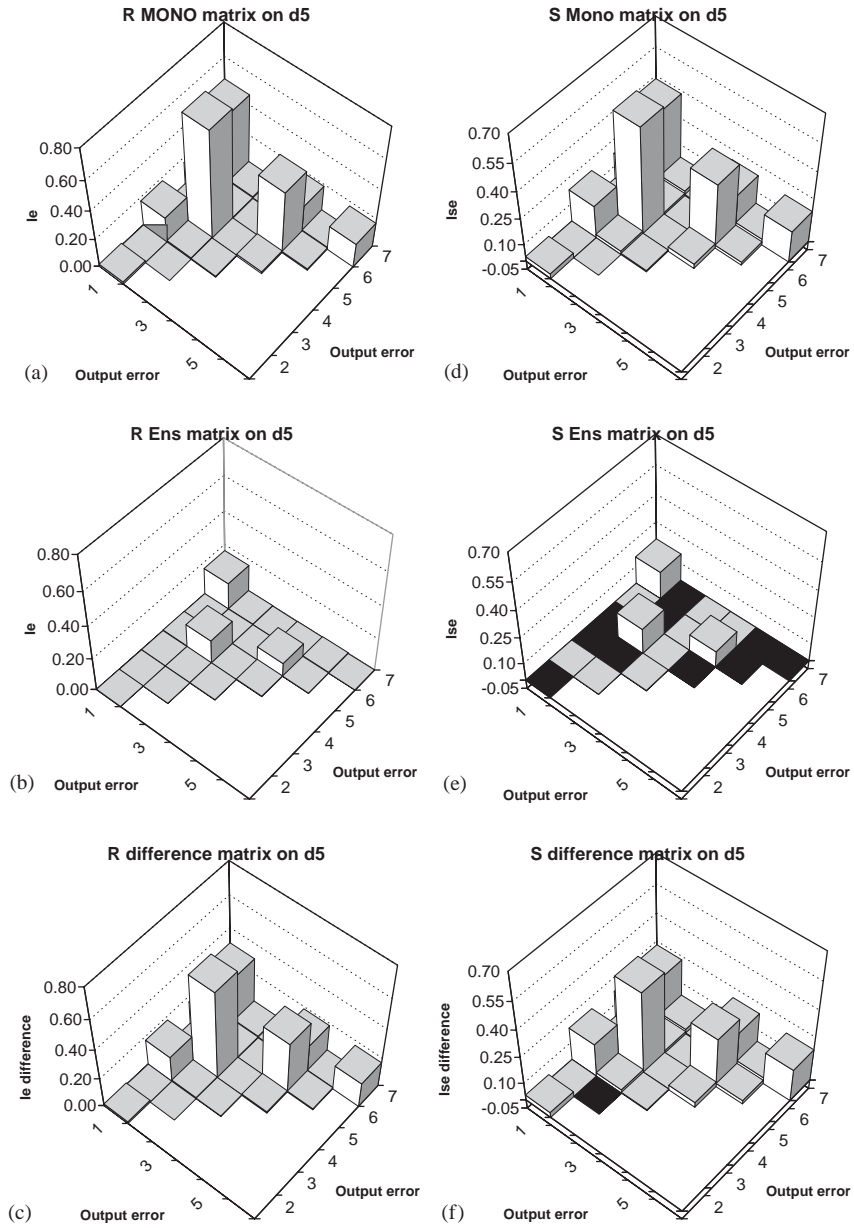 R MONO matrix on d5
0.80
0.60
0.40
0.20
0.00
Ie
1
3
5
2
3
4
5
6
7
Output error
Output error
(a)
S Mono matrix on d5
0.70
0.55
0.40
0.25
0.10
-0.05
Ise
1
3
5
2
3
4
5
6
7
Output error
Output error
(d)
R Ens matrix on d5
0.80
0.60
0.40
0.20
0.00
Ie
1
3
5
2
3
4
5
6
7
Output error
Output error
(b)
S Ens matrix on d5
0.70
0.55
0.40
0.25
0.10
-0.05
Ise
1
3
5
2
3
4
5
6
7
Output error
Output error
(e)
R difference matrix on d5
0.80
0.60
0.40
0.20
0.00
Ie difference
1
3
5
2
3
4
5
6
7
Output error
Output error
(c)
S difference matrix on d5
0.70
0.55
0.40
0.25
0.10
-0.05
Ise difference
1
3
5
2
3
4
5
6
7
Output error
Output error
(f)